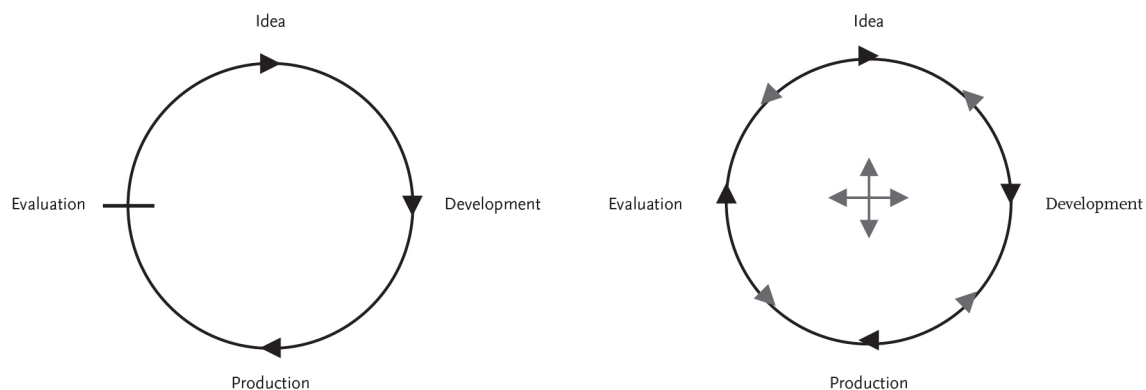 Idea
Evaluation
Development
Production
Idea
Evaluation
Development
Production